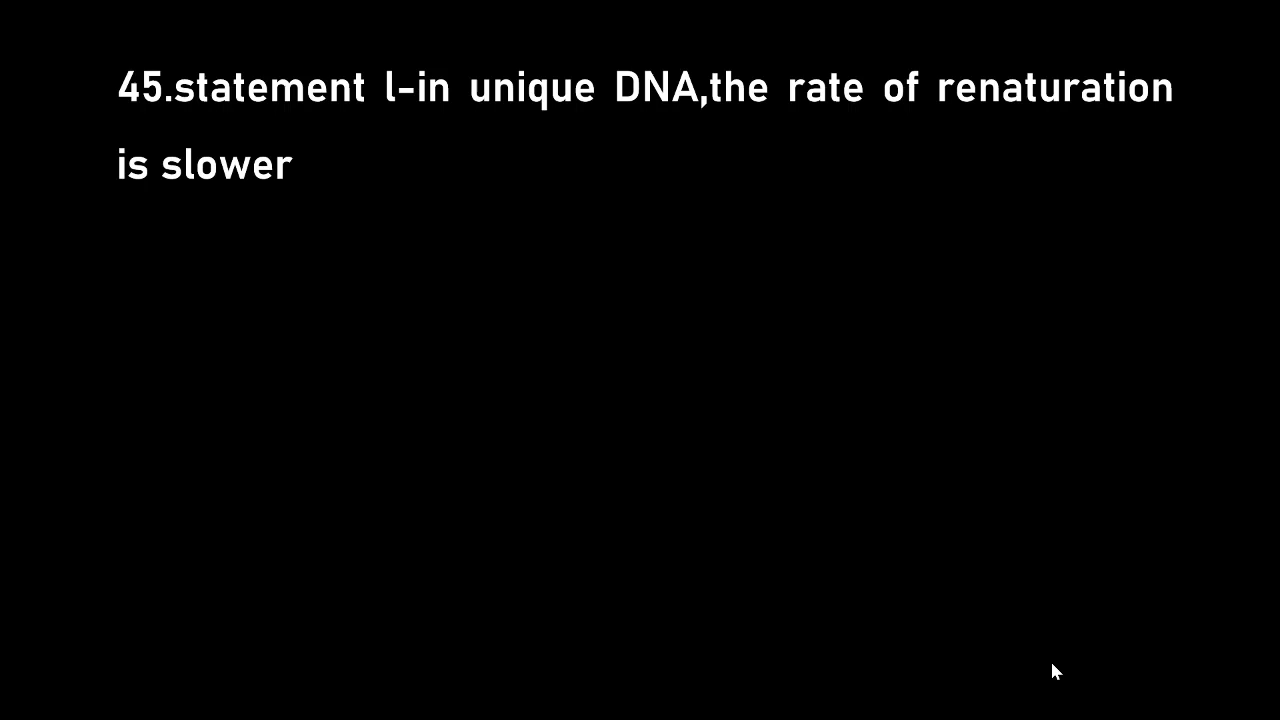 45.statement l-in unique DNA,the rate of renaturation
is slower